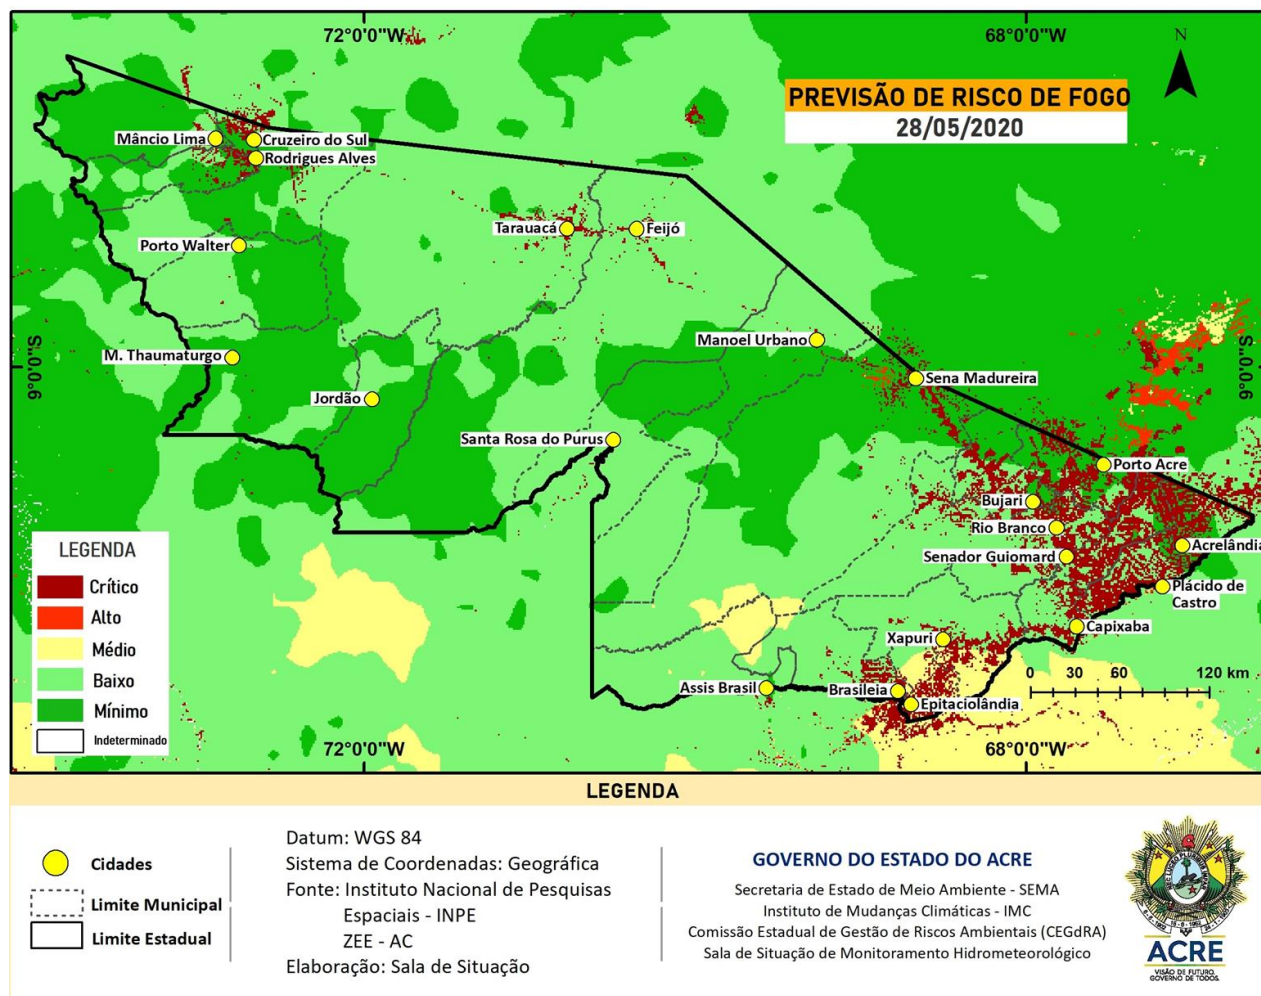 72°0'0"W
68°0'0"W
N
PREVISÃO DE RISCO DE FOGO
28/05/2020
Mâncio Lima
Cruzeiro do Sul
Rodrigues Alves
Porto Walter
Tarauacá
Feijó
M. Thaumaturgo
Manoel Urbano
Jordão
Sena Madureira
9°0'0"S
9°0'0"S
Santa Rosa do Purus
Porto Acre
Bujari
Rio Branco
Acrelândia
Senador Guiomard
Plácido de
Castro
Capixaba
Xapuri
Assis Brasil
Brasileia
Epitaciolândia
0 30 60 120 km
LEGENDA
Crítico
Alto
Médio
Baixo
Mínimo
Indeterminado
72°0'0"W
68°0'0"W
LEGENDA
Cidades
Limite Municipal
Limite Estadual
Datum: WGS 84
Sistema de Coordenadas: Geográfica
Fonte: Instituto Nacional de Pesquisas
Espaciais - INPE
ZEE - AC
Elaboração: Sala de Situação
GOVERNO DO ESTADO DO ACRE
Secretaria de Estado de Meio Ambiente - SEMA
Instituto de Mudanças Climáticas - IMC
Comissão Estadual de Gestão de Riscos Ambientais (CEGdRA)
Sala de Situação de Monitoramento Hidrometeorológico
ACRE
VISÃO DE FUTURO,
GOVERNO DE TODOS.